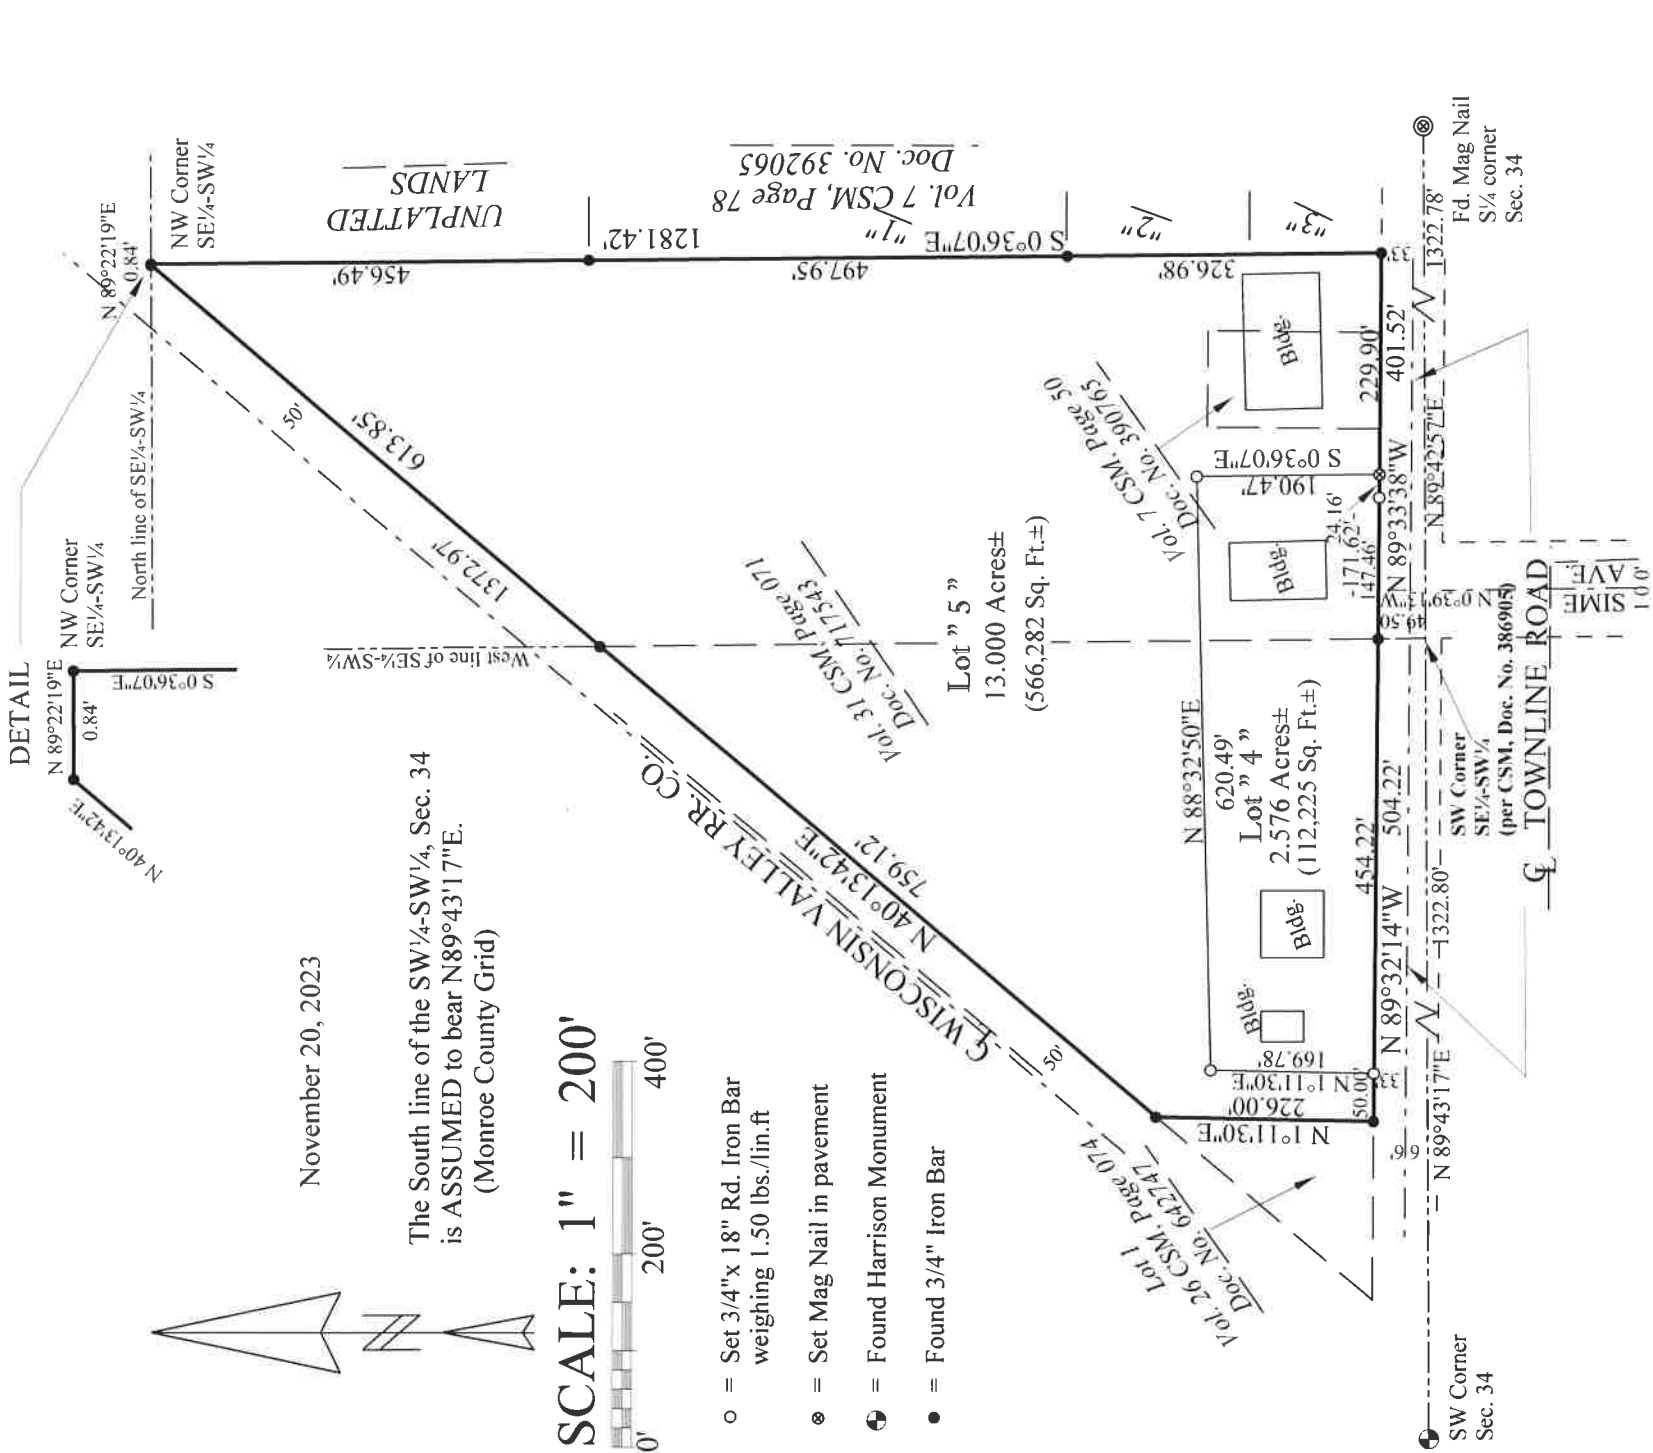 DETAIL
N 89°22'19"E
0.84'
NW Corner
SE¼-SW¼
S 0°36'07"E
N 40°13'42"E
N 89°22'19"E
0.84'
NW Corner
SE¼-SW¼
North line of SE¼-SW¼
West line of SE¼-SW¼
November 20, 2023
The South line of the SW¼-SW¼, Sec. 34
is ASSUMED to bear N89°43'17"E.
(Monroe County Grid)
SCALE: 1" = 200'
0'
200'
400'
= Set 3/4"x 18" Rd. Iron Bar
weighing 1.50 lbs./lin.ft
= Set Mag Nail in pavement
= Found Harrison Monument
= Found 3/4" Iron Bar
UNPLATTED
LANDS
456.49'
1281.42'
497.95'
S 0°36'07"E
326.98'
"1"
Vol. 7 CSM, Page 78
Doc. No. 392065
"2"
"3"
50'
613.85'
1372.97'
N 40°13'42"E
759.12'
℄ WISCONSIN VALLEY RR. CO.
50'
Vol. 31 CSM, Page 071
Doc. No. 717543
Lot " 5 "
13.000 Acres±
(566,282 Sq. Ft.±)
Vol. 7 CSM, Page 50
Doc. No. 390765
Bldg.
Bldg.
Bldg.
Bldg.
S 0°36'07"E
190.47'
N 88°32'50"E
620.49'
Lot " 4 "
2.576 Acres±
(112,225 Sq. Ft.±)
N 1°11'30"E
169.78'
N 1°11'30"E
226.00'
50.00'
33'
66'
Lot 1
Vol. 26 CSM, Page 074
Doc. No. 642747
454.22'
N 89°32'14"W
504.22'
24.16'
171.62'
147.46'
229.90'
N 89°33'38"W
401.52'
33'
49.50'
N 0°39'13"W
N 89°43'17"E
1322.80'
N 89°42'57"E
1322.78'
SW Corner
SE¼-SW¼
(per CSM, Doc. No. 386905)
℄ TOWNLINE ROAD
SIME
AVE.
100'
SW Corner
Sec. 34
Fd. Mag Nail
S¼ corner
Sec. 34